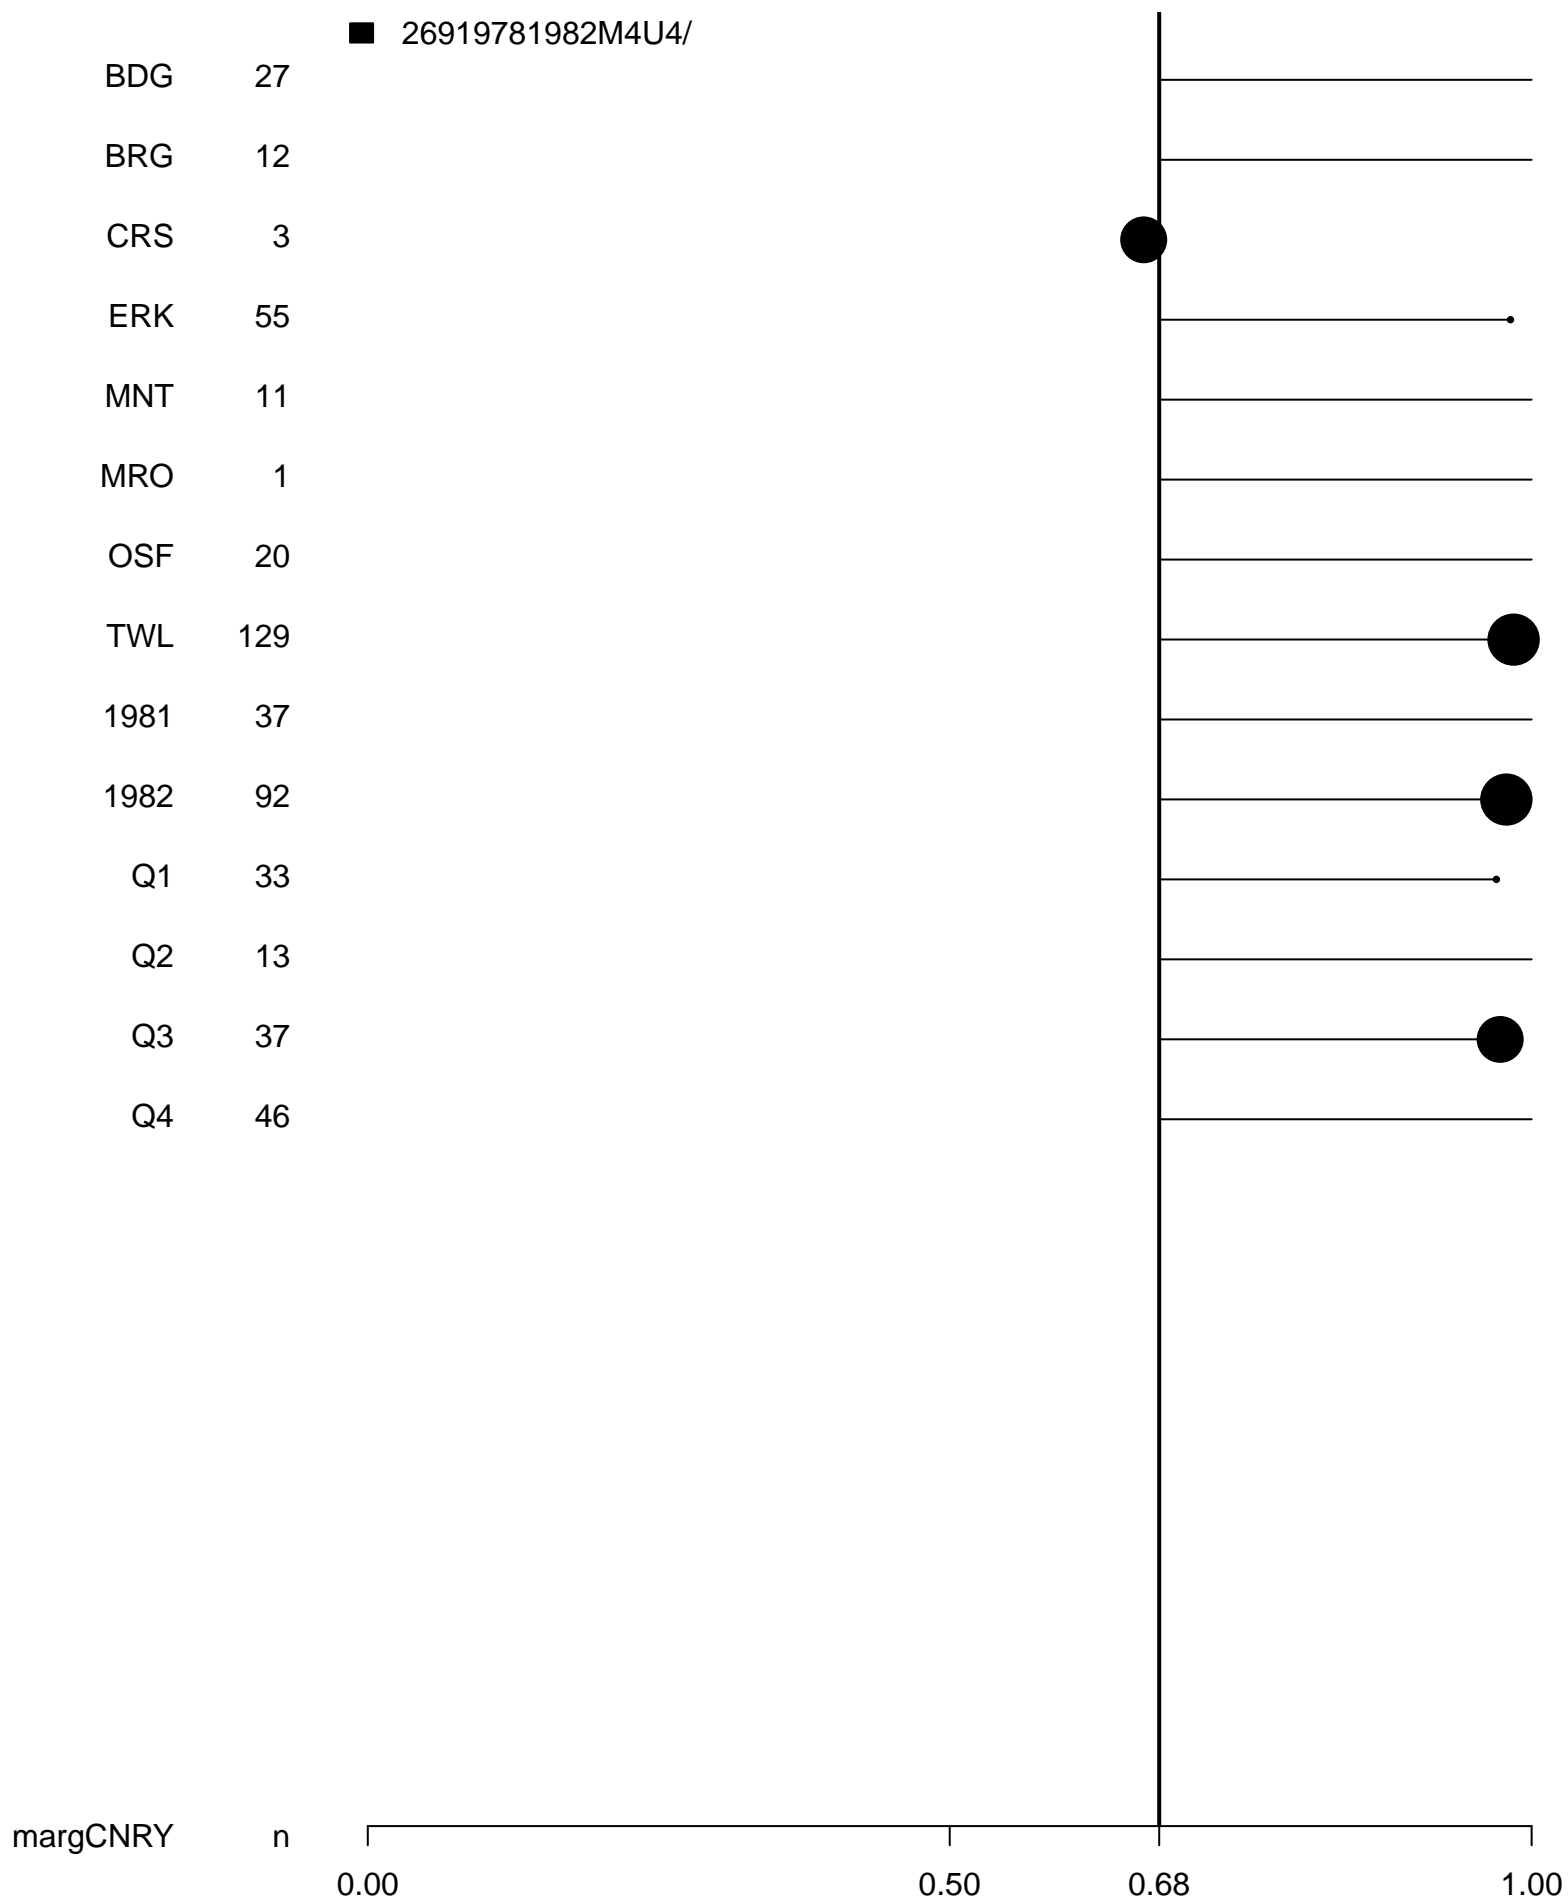 26919781982M4U4/
BDG 27
BRG 12
CRS 3
ERK 55
MNT 11
MRO 1
OSF 20
TWL 129
1981 37
1982 92
Q1 33
Q2 13
Q3 37
Q4 46
margCNRY n
0.00 0.50 0.68 1.00